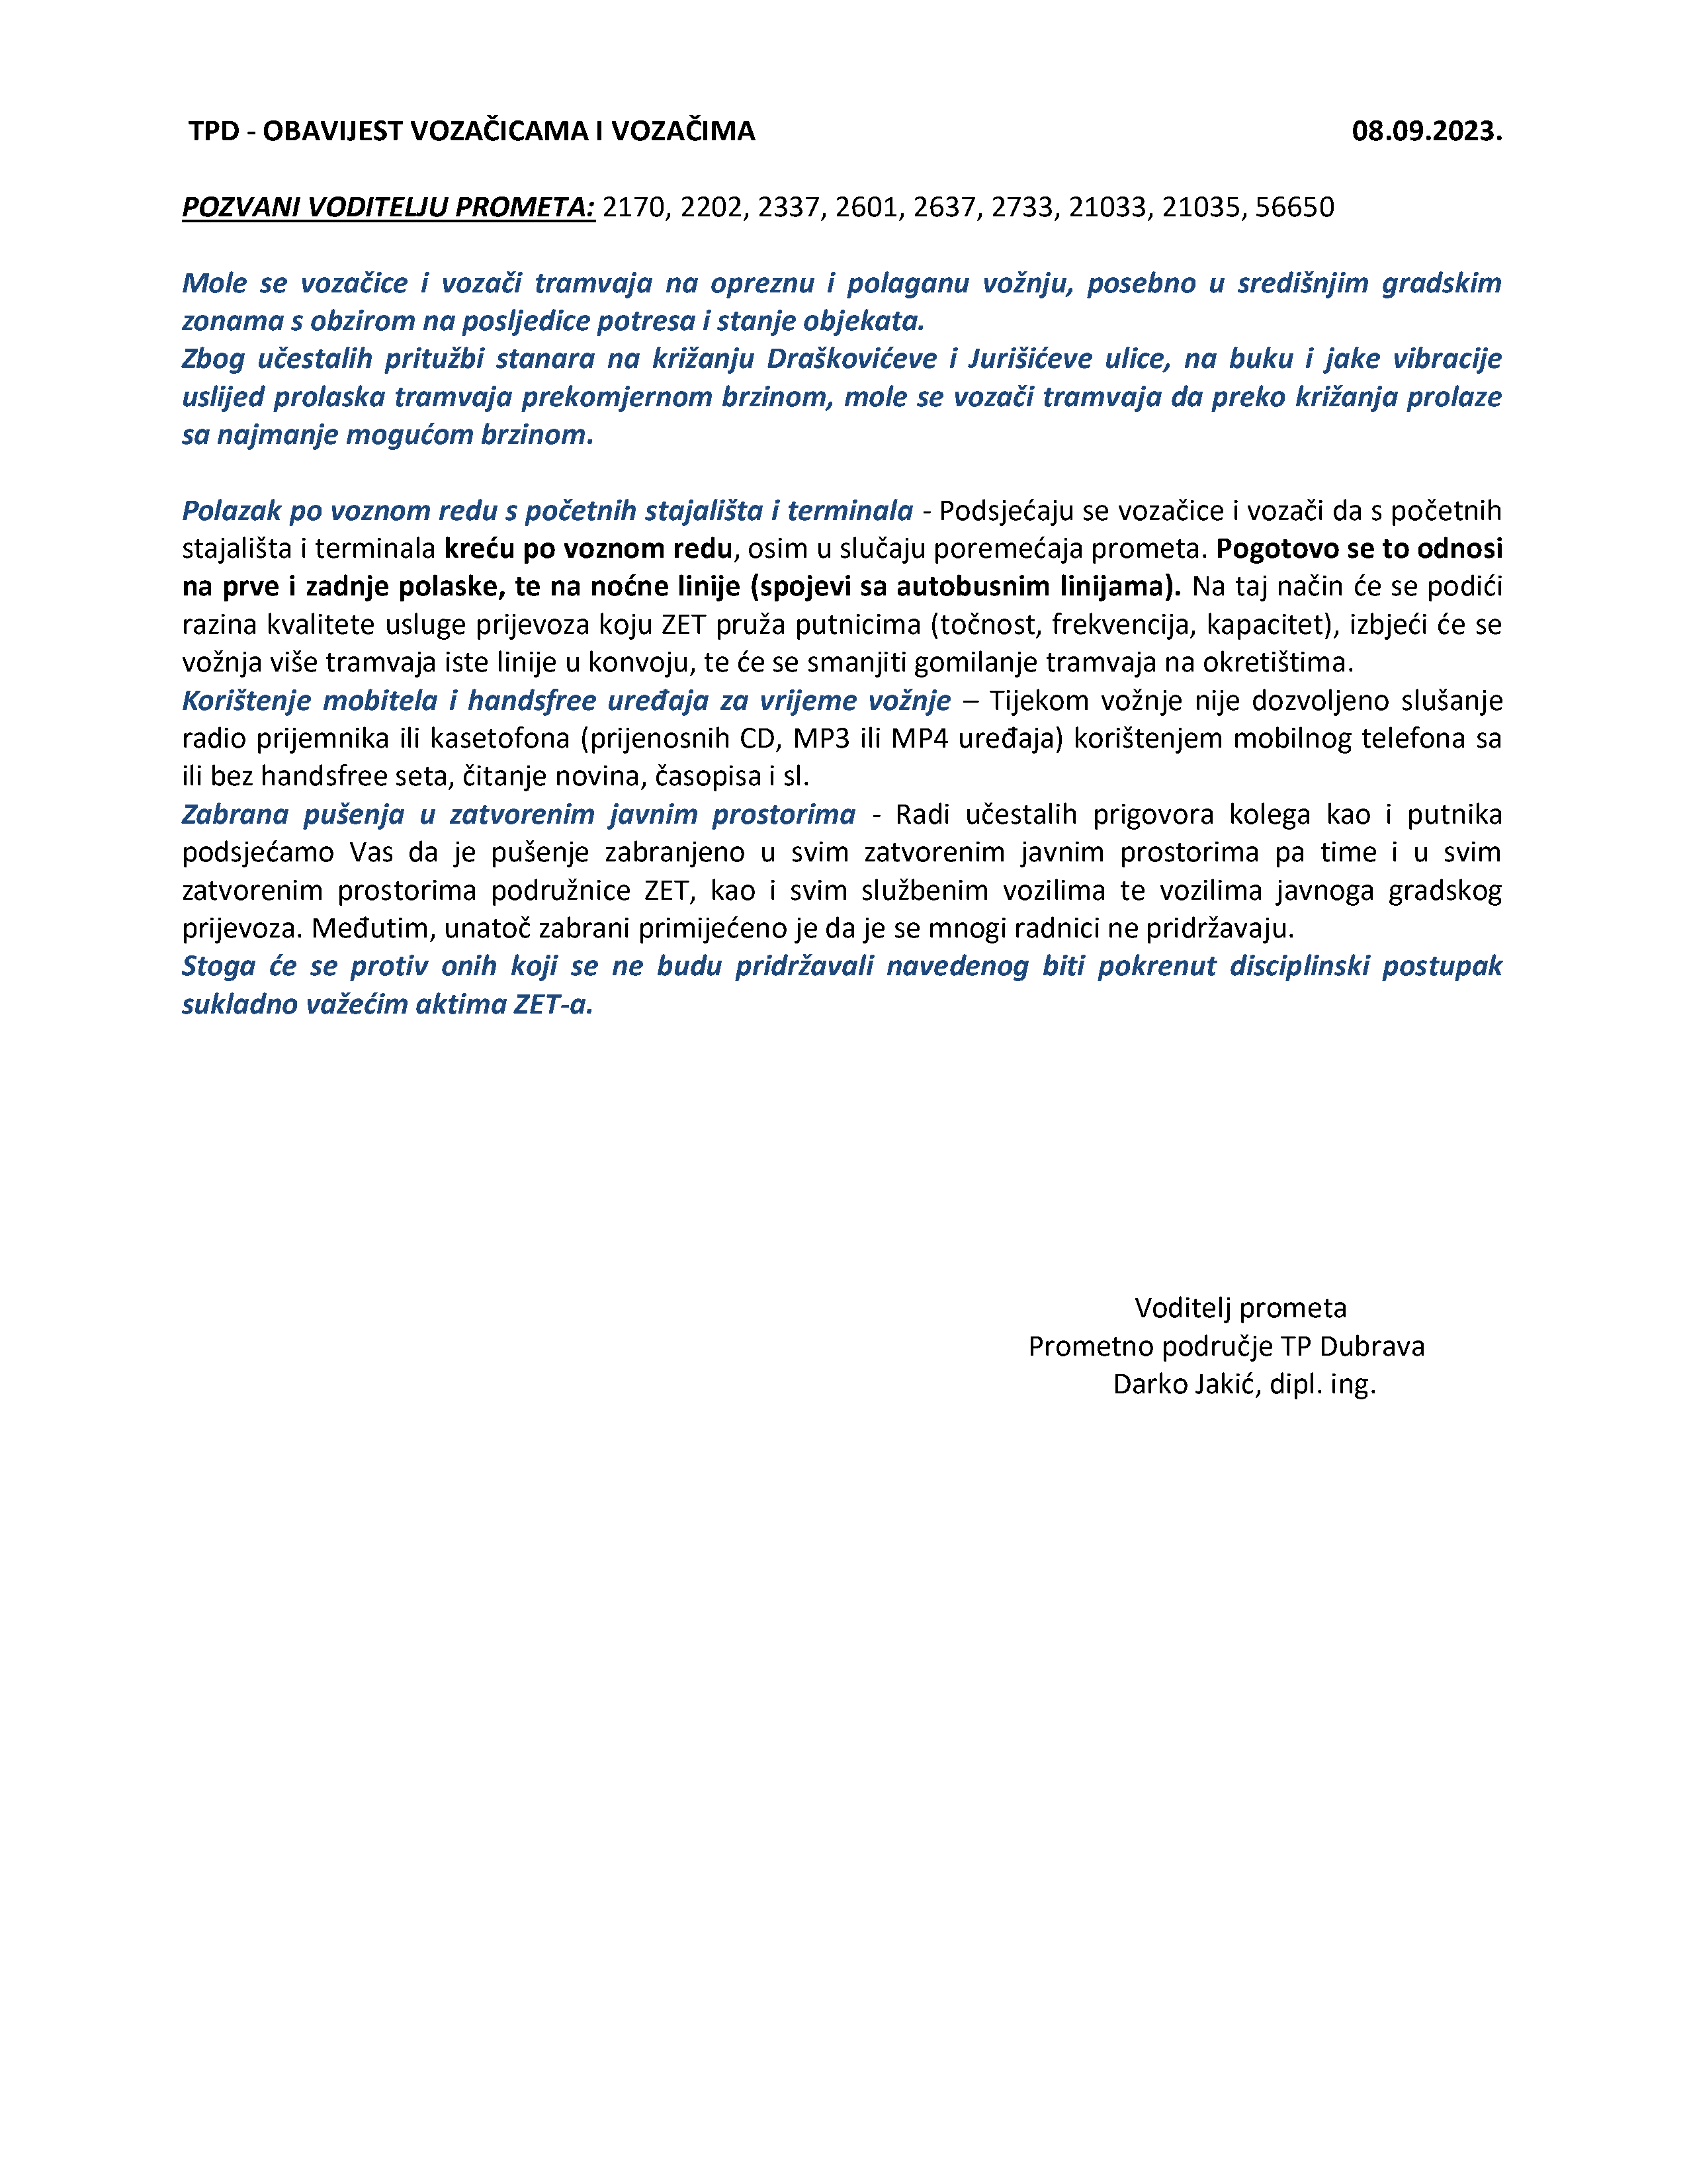 TPD - OBAVIJEST VOZAČICAMA I VOZAČIMA 08.09.2023.
POZVANI VODITELJU PROMETA: 2170, 2202, 2337, 2601, 2637, 2733, 21033, 21035, 56650
Mole se vozačice i vozači tramvaja na opreznu i polaganu vožnju, posebno u središnjim gradskim
zonama s obzirom na posljedice potresa i stanje objekata.
Zbog učestalih pritužbi stanara na križanju Draškovićeve i Jurišićeve ulice, na buku i jake vibracije
uslijed prolaska tramvaja prekomjernom brzinom, mole se vozači tramvaja da preko križanja prolaze
sa najmanje mogućom brzinom.
Polazak po voznom redu s početnih stajališta i terminala - Podsjećaju se vozačice i vozači da s početnih
stajališta i terminala kreću po voznom redu, osim u slučaju poremećaja prometa. Pogotovo se to odnosi
na prve i zadnje polaske, te na noćne linije (spojevi sa autobusnim linijama). Na taj način će se podići
razina kvalitete usluge prijevoza koju ZET pruža putnicima (točnost, frekvencija, kapacitet), izbjeći će se
vožnja više tramvaja iste linije u konvoju, te će se smanjiti gomilanje tramvaja na okretištima.
Korištenje mobitela i handsfree uređaja za vrijeme vožnje – Tijekom vožnje nije dozvoljeno slušanje
radio prijemnika ili kasetofona (prijenosnih CD, MP3 ili MP4 uređaja) korištenjem mobilnog telefona sa
ili bez handsfree seta, čitanje novina, časopisa i sl.
Zabrana pušenja u zatvorenim javnim prostorima - Radi učestalih prigovora kolega kao i putnika
podsjećamo Vas da je pušenje zabranjeno u svim zatvorenim javnim prostorima pa time i u svim
zatvorenim prostorima podružnice ZET, kao i svim službenim vozilima te vozilima javnoga gradskog
prijevoza. Međutim, unatoč zabrani primijećeno je da je se mnogi radnici ne pridržavaju.
Stoga će se protiv onih koji se ne budu pridržavali navedenog biti pokrenut disciplinski postupak
sukladno važećim aktima ZET-a.
Voditelj prometa
Prometno područje TP Dubrava
Darko Jakić, dipl. ing.